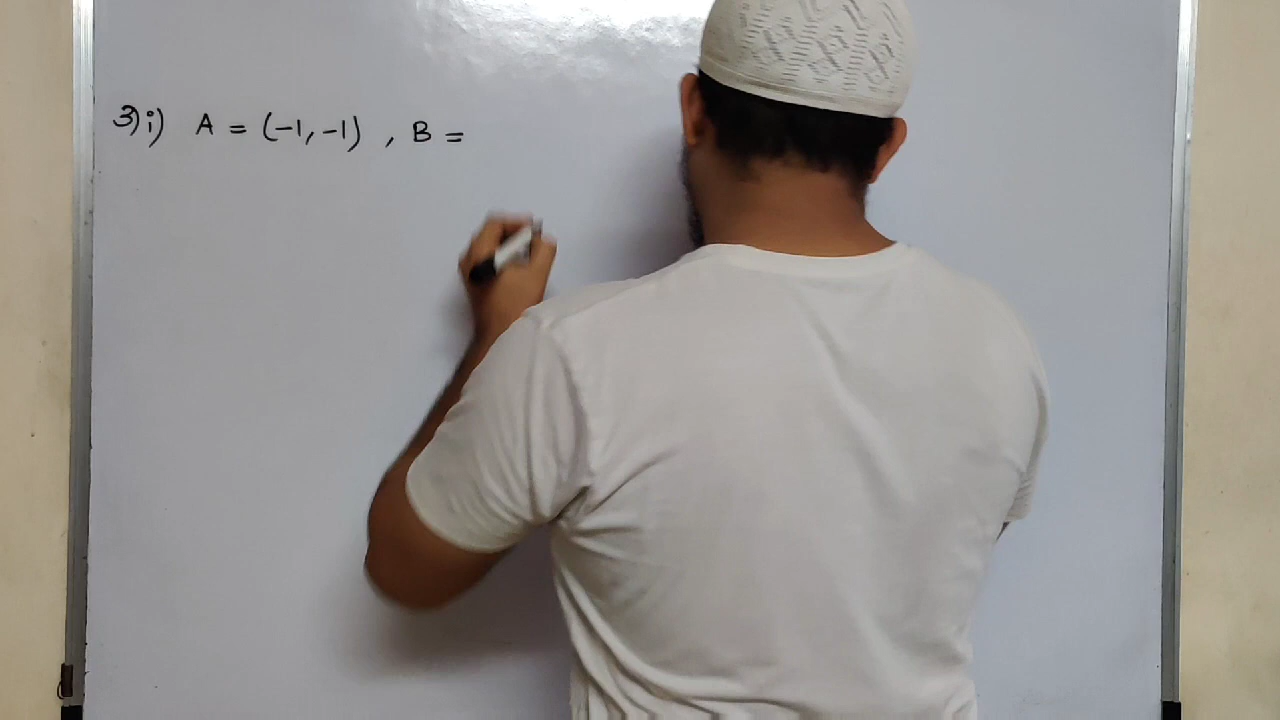 3)i) A = (-1, -1) , B =